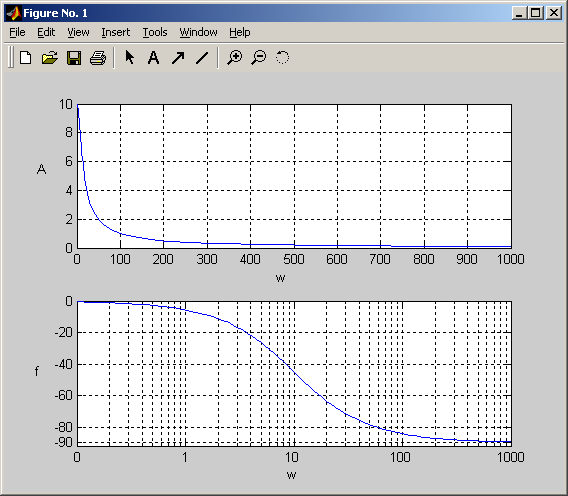 Figure No. 1
File Edit View Insert Tools Window Help
A
10
8
6
4
2
0
0 100 200 300 400 500 600 700 800 900 1000
w
0
-20
-40
f
-60
-80
-90
0 1 10 100 1000
w